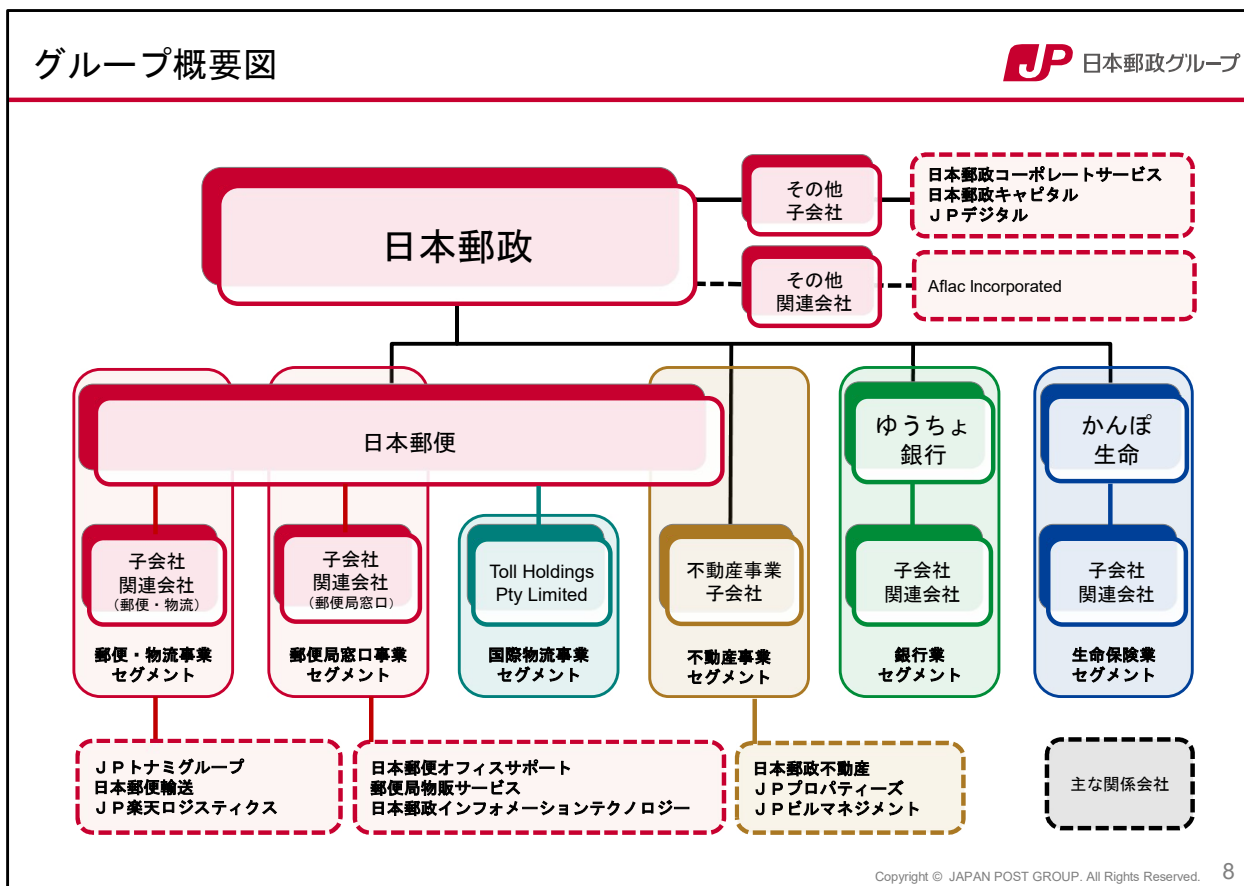 グループ概要図
JP 日本郵政グループ
日本郵政
その他
子会社
日本郵政コーポレートサービス
日本郵政キャピタル
ＪＰデジタル
その他
関連会社
Aflac Incorporated
日本郵便
ゆうちょ
銀行
かんぽ
生命
子会社
関連会社
（郵便・物流）
子会社
関連会社
（郵便局窓口）
Toll Holdings
Pty Limited
不動産事業
子会社
子会社
関連会社
子会社
関連会社
郵便・物流事業
セグメント
郵便局窓口事業
セグメント
国際物流事業
セグメント
不動産事業
セグメント
銀行業
セグメント
生命保険業
セグメント
ＪＰトナミグループ
日本郵便輸送
ＪＰ楽天ロジスティクス
日本郵便オフィスサポート
郵便局物販サービス
日本郵政インフォメーションテクノロジー
日本郵政不動産
ＪＰプロパティーズ
ＪＰビルマネジメント
主な関係会社
Copyright © JAPAN POST GROUP. All Rights Reserved. 8